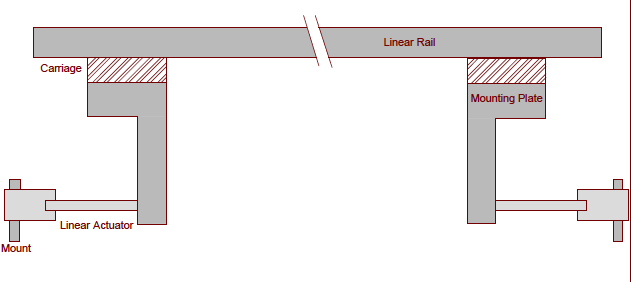 Linear Rail
Carriage
Mounting Plate
Linear Actuator
Mount